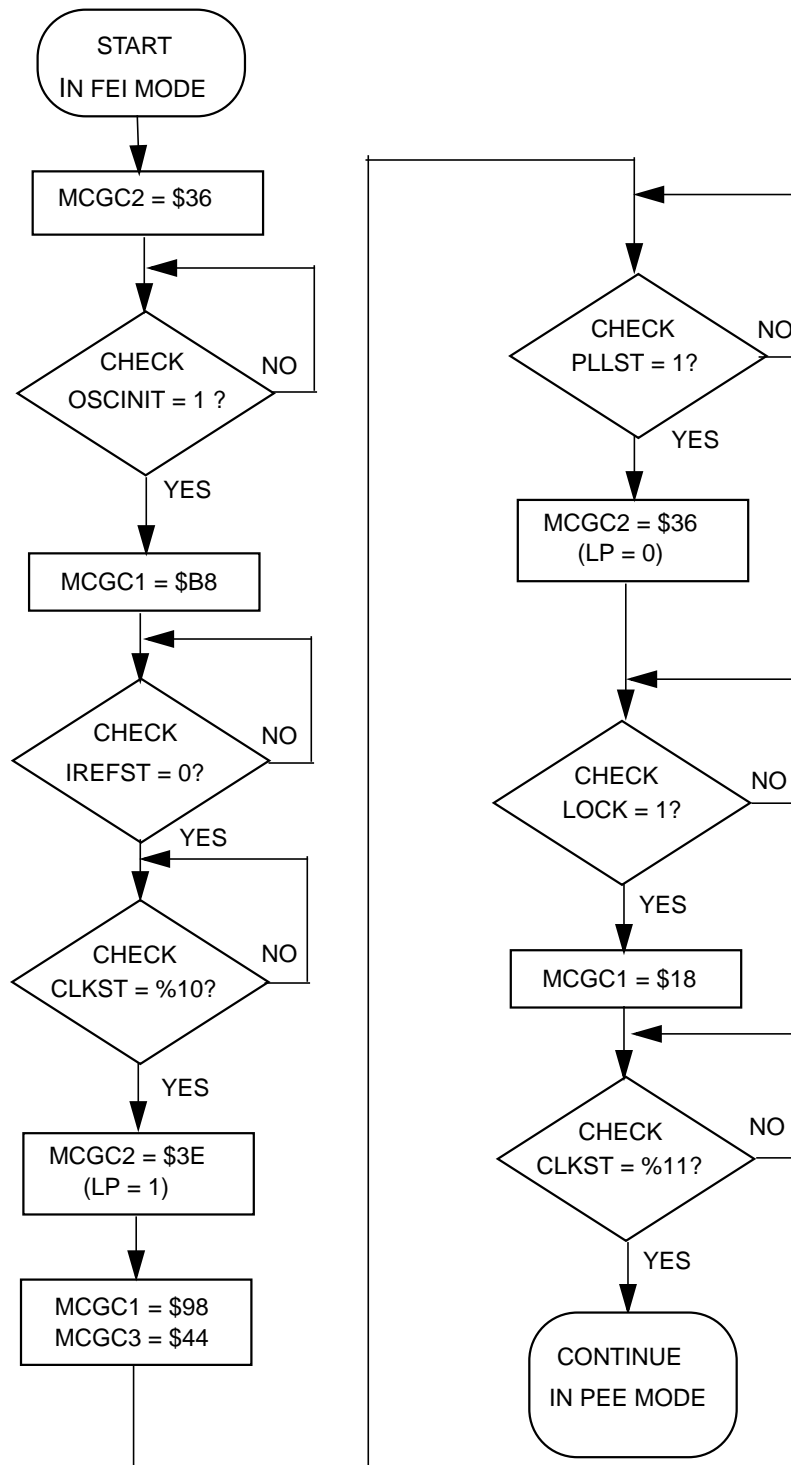 START
IN FEI MODE
MCGC2 = $36
CHECK
OSCINIT = 1 ?
NO
YES
MCGC1 = $B8
CHECK
IREFST = 0?
NO
YES
CHECK
CLKST = %10?
NO
YES
MCGC2 = $3E
(LP = 1)
MCGC1 = $98
MCGC3 = $44
CHECK
PLLST = 1?
NO
YES
MCGC2 = $36
(LP = 0)
CHECK
LOCK = 1?
NO
YES
MCGC1 = $18
CHECK
CLKST = %11?
NO
YES
CONTINUE
IN PEE MODE